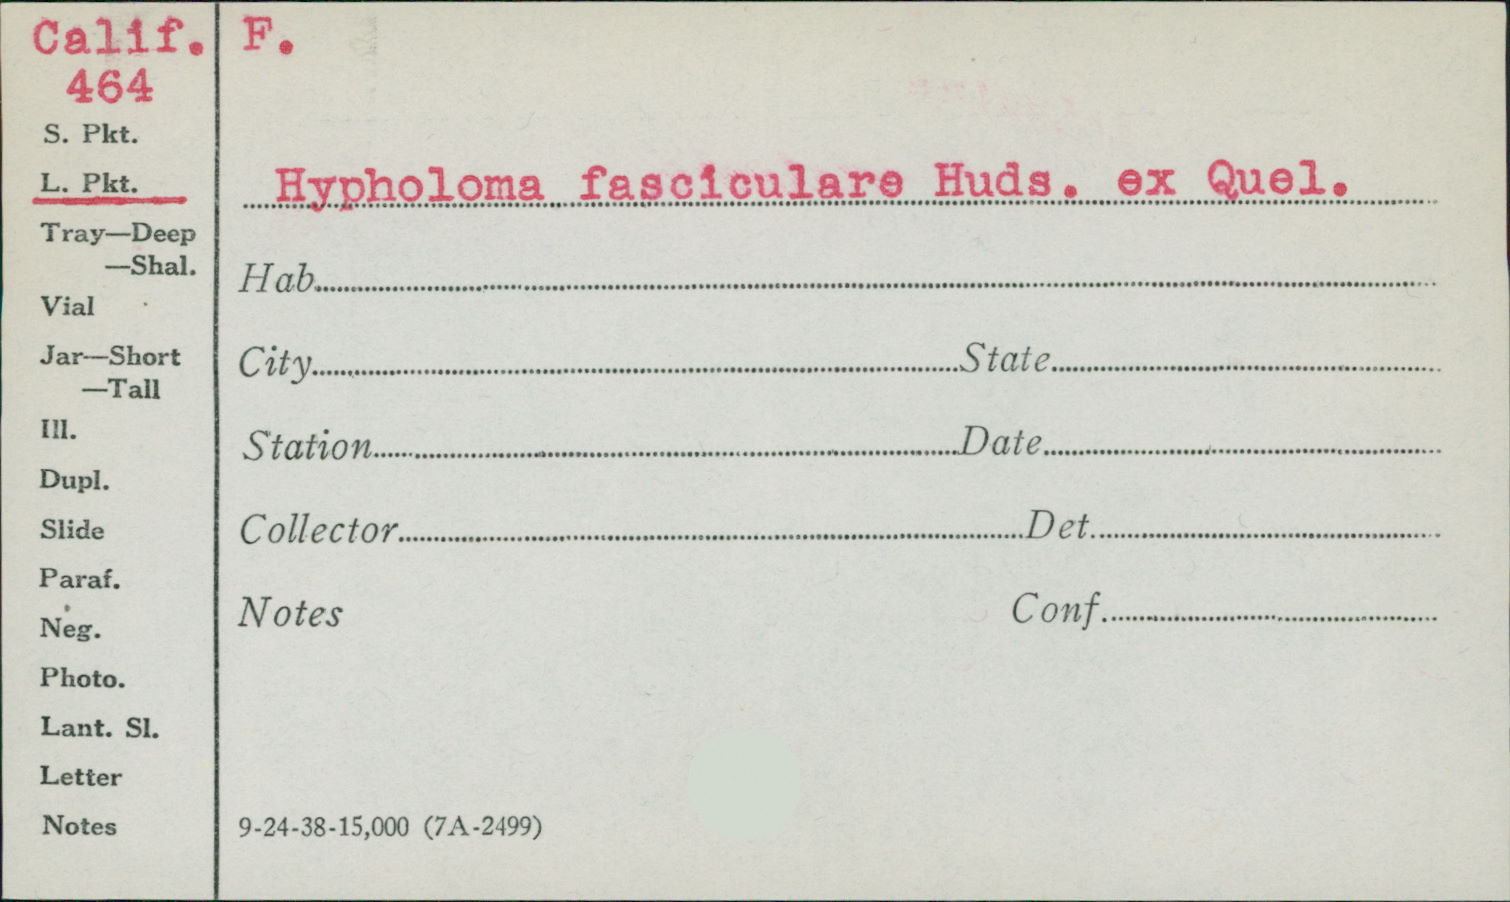 Calif.
464
F.
S. Pkt.
L. Pkt.
Tray—Deep
—Shal.
Vial
Jar—Short
—Tall
Ill.
Dupl.
Slide
Paraf.
Neg.
Photo.
Lant. Sl.
Letter
Notes
Hypholoma fasciculare Huds. ex Quel.
Hab.
City State
Station Date
Collector Det.
Notes Conf.
9-24-38-15,000 (7A-2499)